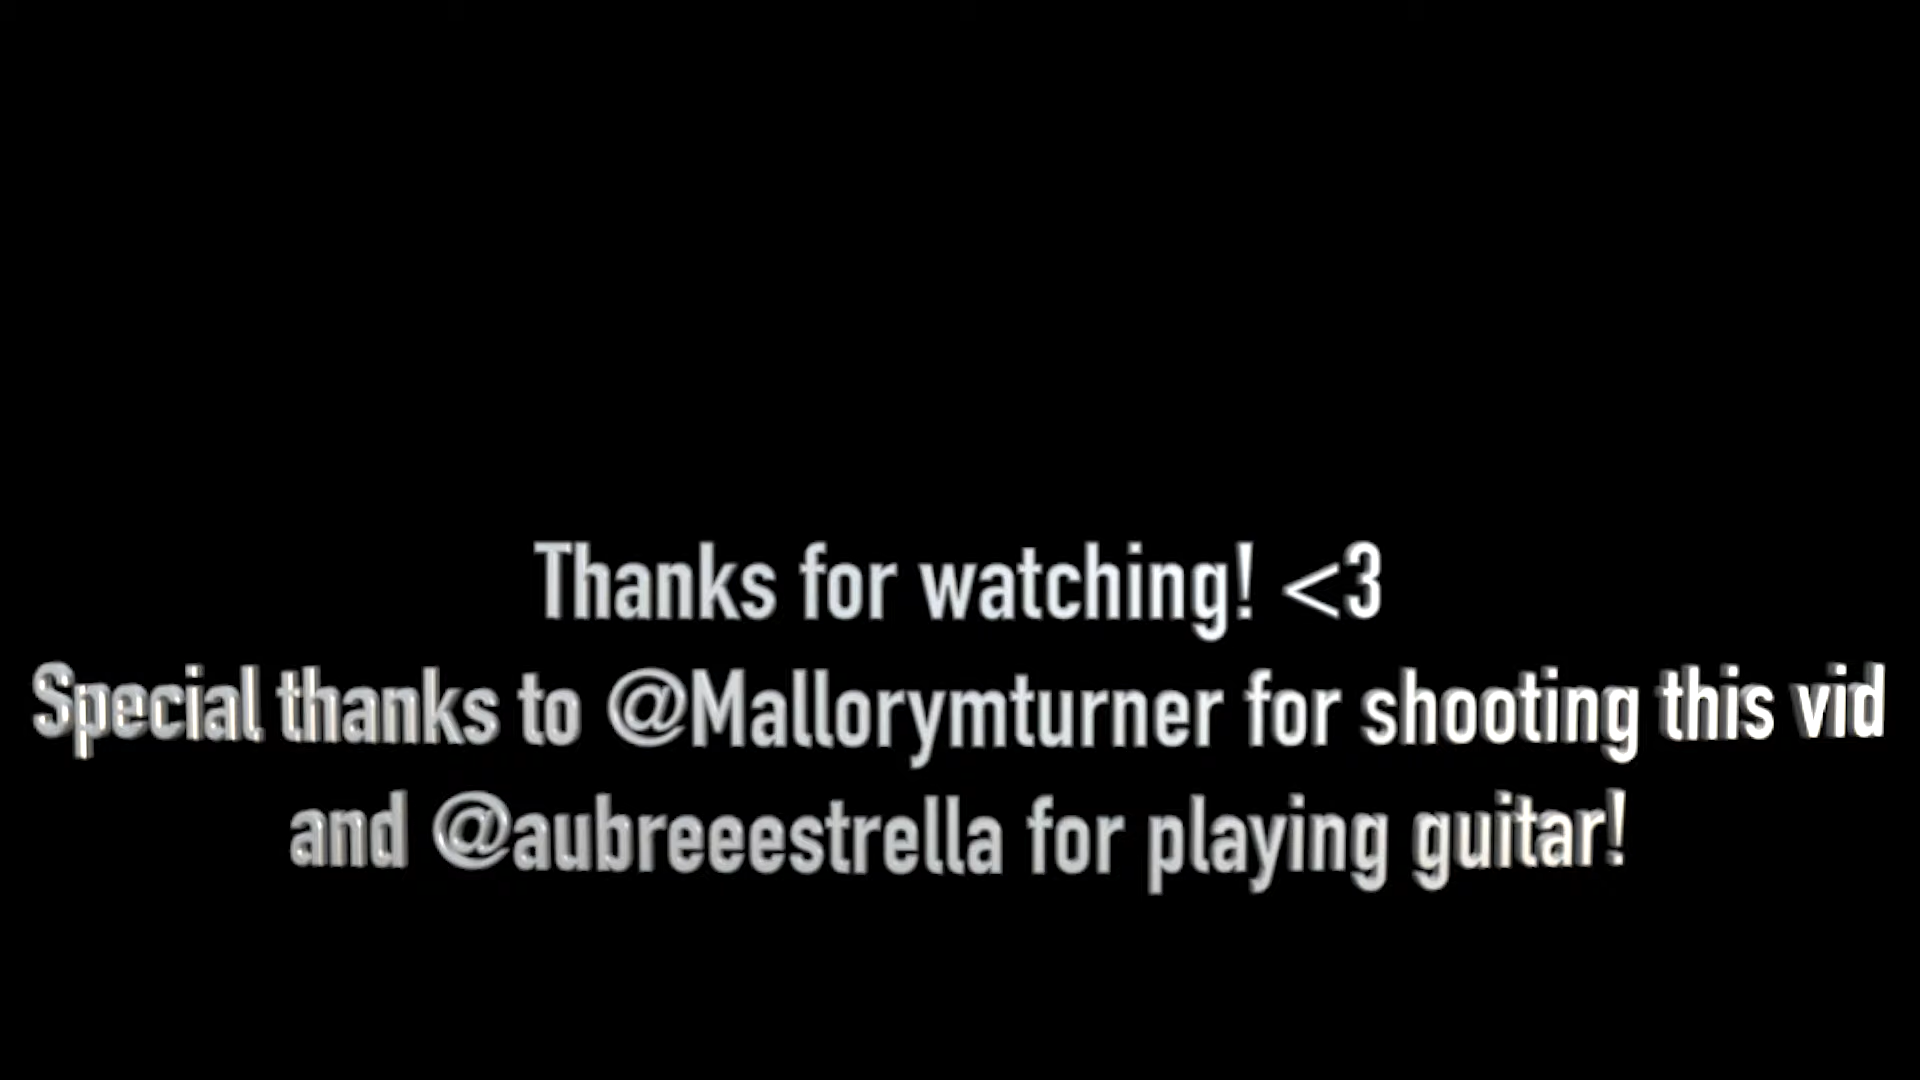 Thanks for watching! <3
Special thanks to @Mallorymturner for shooting this vid
and @aubreeestrella for playing guitar!